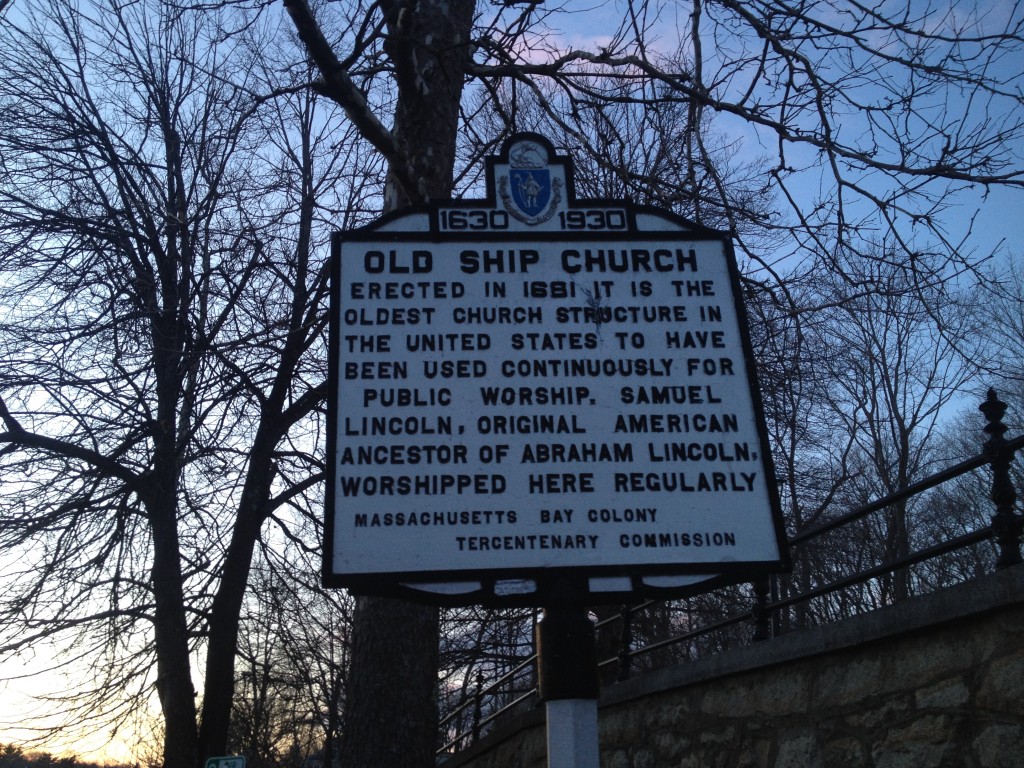 1630 1930
OLD SHIP CHURCH
ERECTED IN 1681 IT IS THE
OLDEST CHURCH STRUCTURE IN
THE UNITED STATES TO HAVE
BEEN USED CONTINUOUSLY FOR
PUBLIC WORSHIP. SAMUEL
LINCOLN, ORIGINAL AMERICAN
ANCESTOR OF ABRAHAM LINCOLN,
WORSHIPPED HERE REGULARLY
MASSACHUSETTS BAY COLONY
TERCENTENARY COMMISSION